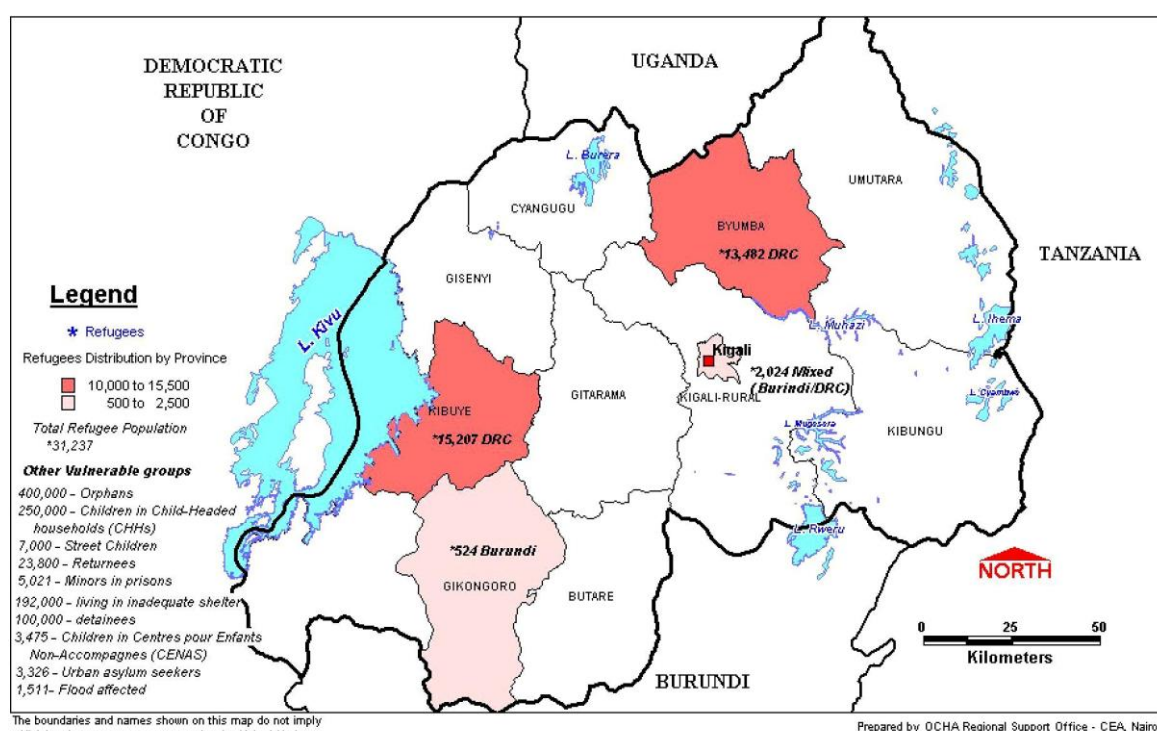 DEMOCRATIC
REPUBLIC
OF
CONGO
UGANDA
TANZANIA
BURUNDI
L. Burera
CYANGUGU
UMUTARA
BYUMBA
*13,482 DRC
GISENYI
L. Kivu
L. Muhazi
L. Ihema
Kigali
*2,024 Mixed
(Burindi/DRC)
KIGALI-RURAL
GITARAMA
KIBUYE
*15,207 DRC
L. Cyambwe
L. Mugesera
KIBUNGU
L. Rweru
*524 Burundi
GIKONGORO
BUTARE
Legend
* Refugees
Refugees Distribution by Province
10,000 to 15,500
500 to 2,500
Total Refugee Population
*31,237
Other Vulnerable groups
400,000 - Orphans
250,000 - Children in Child-Headed
households (CHHs)
7,000 - Street Children
23,800 - Returnees
5,021 - Minors in prisons
192,000 - living in inadequate shelter
100,000 - detainees
3,475 - Children in Centres pour Enfants
Non-Accompagnes (CENAS)
3,326 - Urban asylum seekers
1,511 - Flood affected
NORTH
0 25 50
Kilometers
The boundaries and names shown on this map do not imply
Prepared by OCHA Regional Support Office - CEA, Nairo